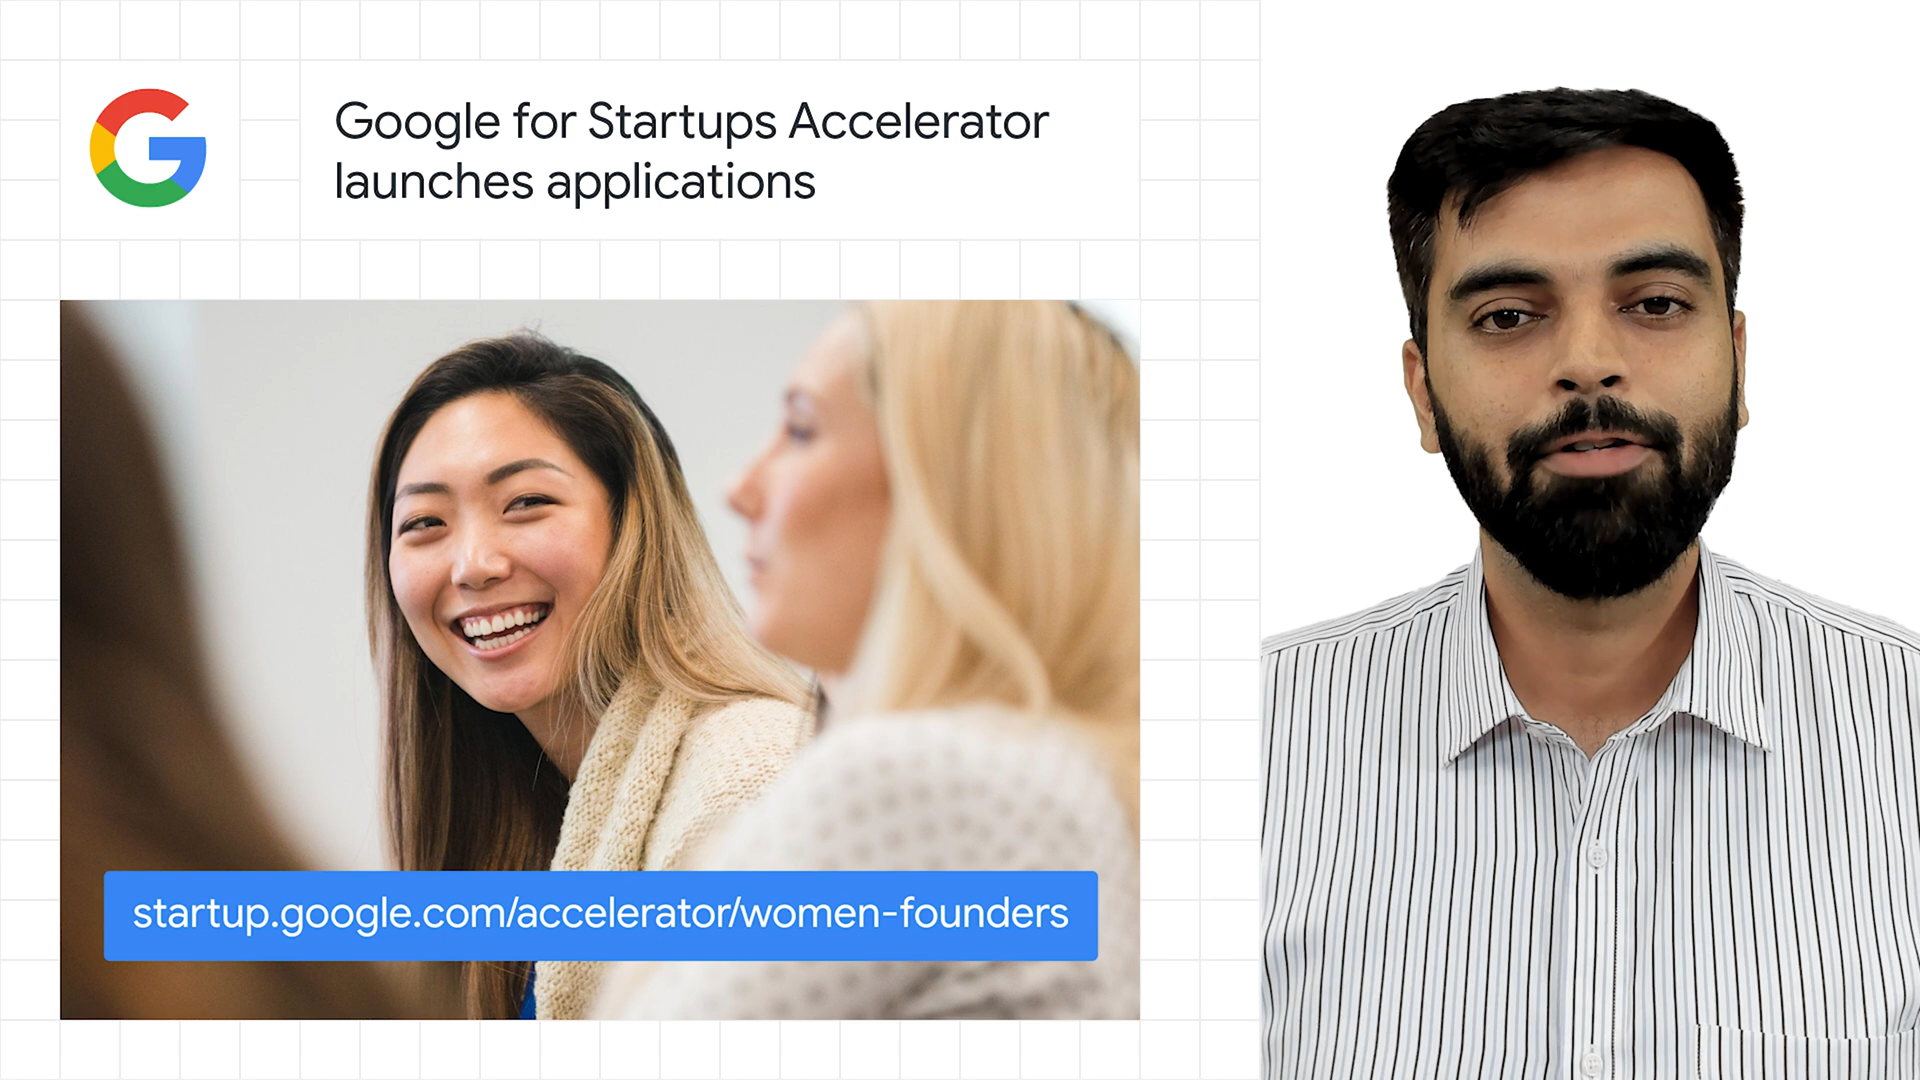 Google for Startups Accelerator
launches applications
startup.google.com/accelerator/women-founders